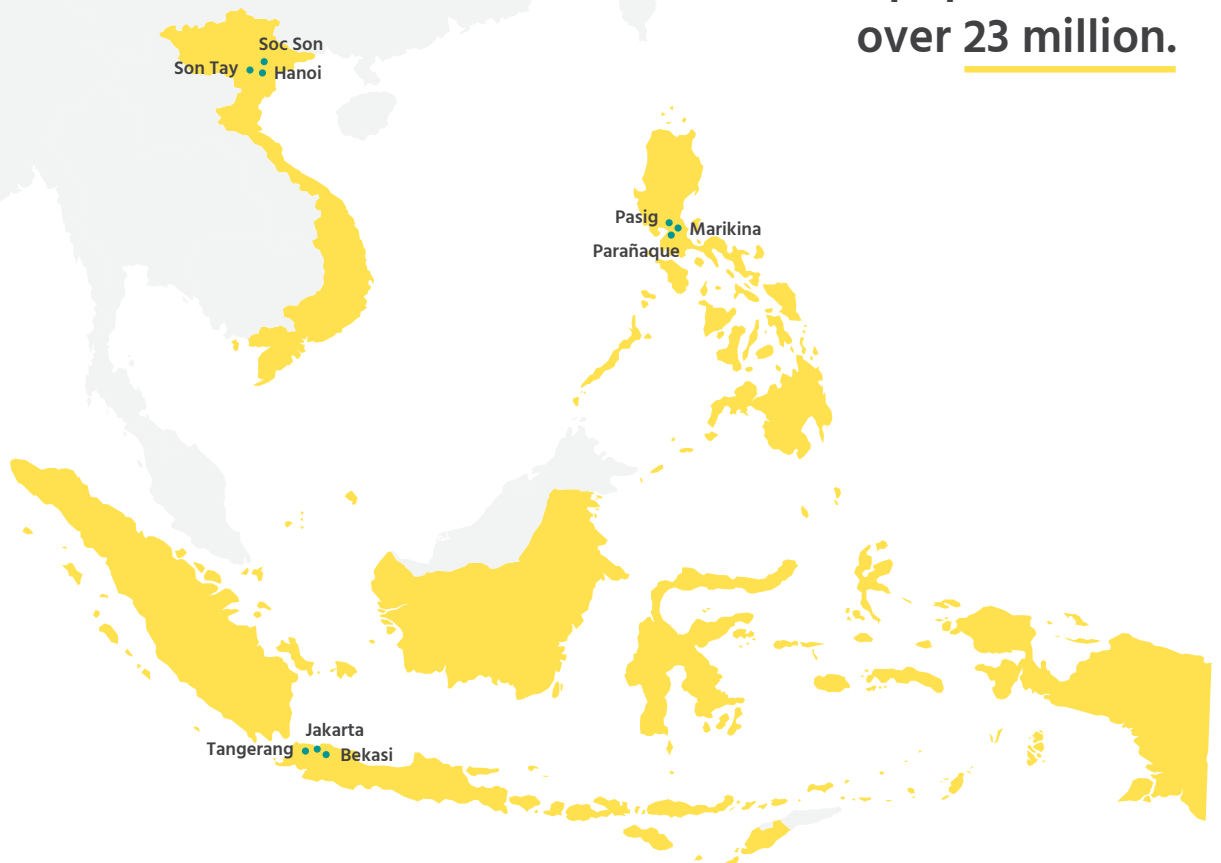 over 23 million.
Soc Son
Son Tay
Hanoi
Pasig
Marikina
Parañaque
Jakarta
Tangerang
Bekasi